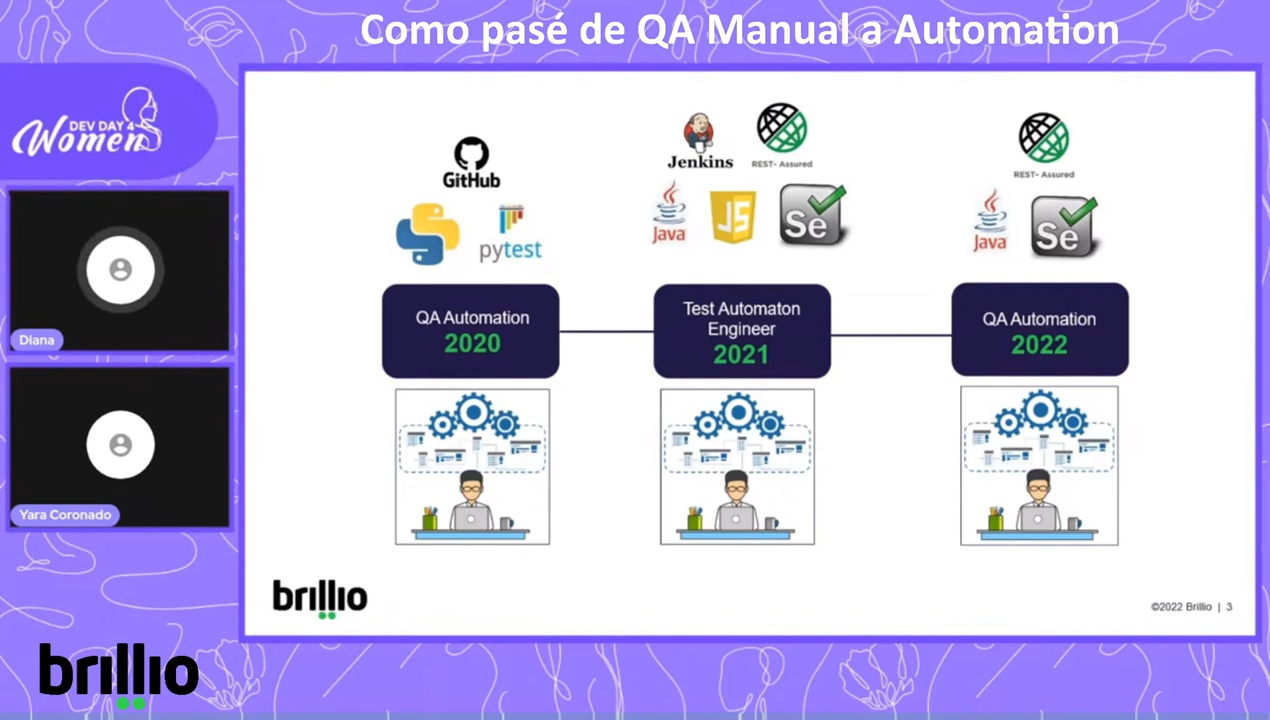 Como pasé de QA Manual a Automation
DEV DAY 4
Women
Diana
Yara Coronado
GitHub
pytest
Jenkins
REST- Assured
Java
JS
Se
REST- Assured
Java
Se
QA Automation
2020
Test Automaton
Engineer
2021
QA Automation
2022
brillio
©2022 Brillio | 3
brillio